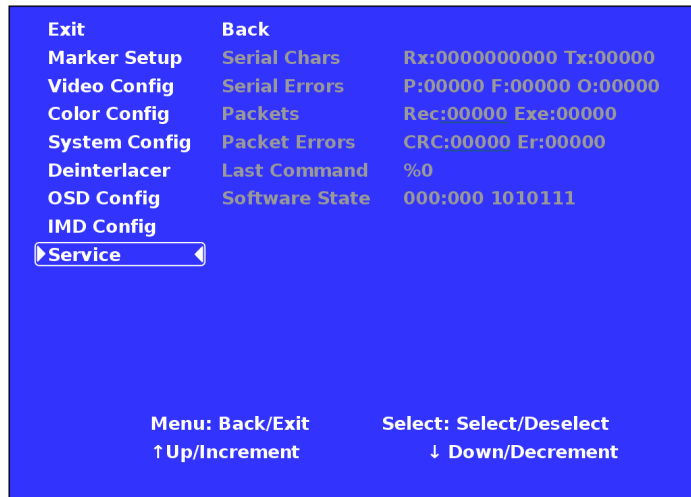 Exit Back
Marker Setup Serial Chars Rx:0000000000 Tx:00000
Video Config Serial Errors P:00000 F:00000 O:00000
Color Config Packets Rec:00000 Exe:00000
System Config Packet Errors CRC:00000 Er:00000
Deinterlacer Last Command %0
OSD Config Software State 000:000 1010111
IMD Config
Service
Menu: Back/Exit Select: Select/Deselect
↑Up/Increment ↓ Down/Decrement